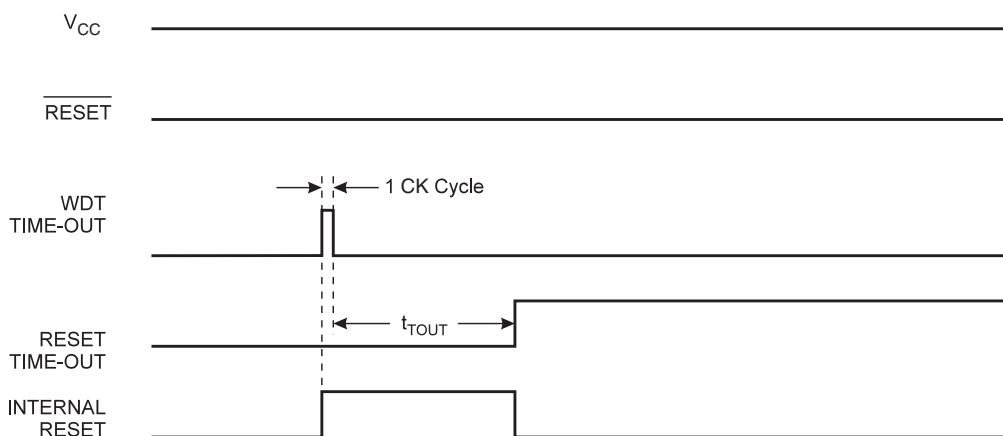 VCC
RESET
1 CK Cycle
WDT
TIME-OUT
tTOUT
RESET
TIME-OUT
INTERNAL
RESET